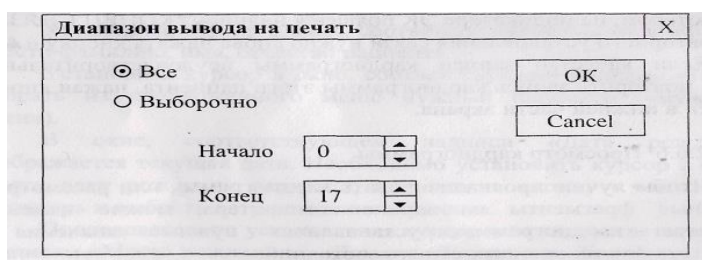 Диапазон вывода на печать X
Все
OK
Выборочно
Cancel
Начало 0
Конец 17